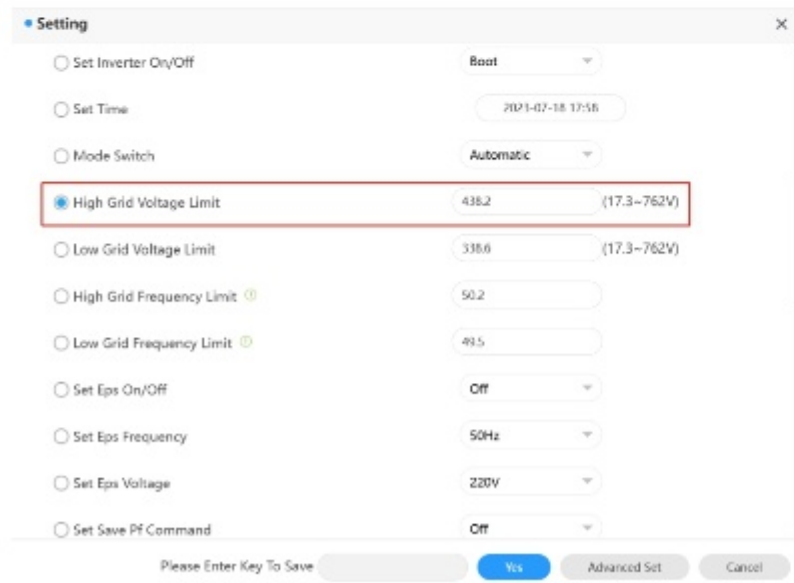 Setting
Set Inverter On/Off Boot
Set Time 2021-07-18 17:58
Mode Switch Automatic
High Grid Voltage Limit 438.2 (17.3~762V)
Low Grid Voltage Limit 338.6 (17.3~762V)
High Grid Frequency Limit 50.2
Low Grid Frequency Limit 49.5
Set Eps On/Off Off
Set Eps Frequency 50Hz
Set Eps Voltage 220V
Set Save Pf Command Off
Please Enter Key To Save Yes Advanced Set Cancel